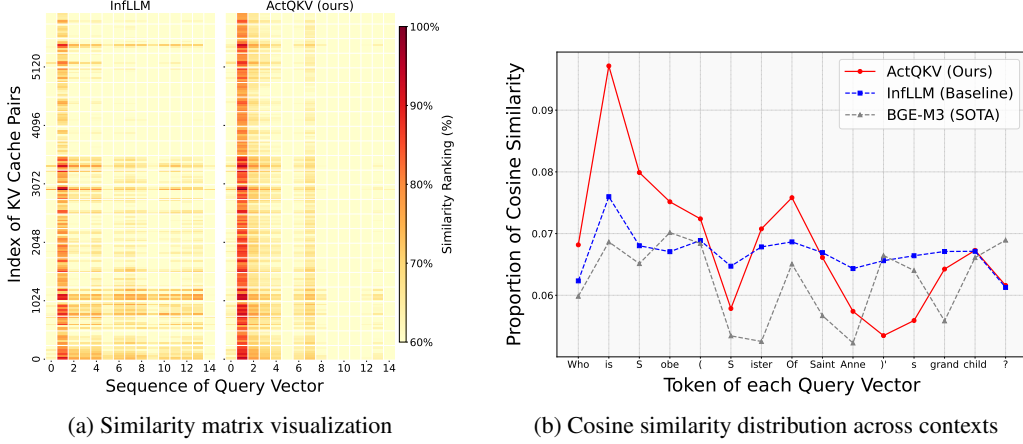 InfLLM
ActQKV (ours)
Index of KV Cache Pairs
5120
4096
3072
2048
1024
0
0 2 4 6 8 10 12 14
0 2 4 6 8 10 12 14
Sequence of Query Vector
100%
90%
80%
70%
60%
Similarity Ranking (%)
(a) Similarity matrix visualization
Proportion of Cosine Similarity
0.09
0.08
0.07
0.06
ActQKV (Ours)
InfLLM (Baseline)
BGE-M3 (SOTA)
Who is S obe ( S ister Of Saint Anne )' s grand child ?
Token of each Query Vector
(b) Cosine similarity distribution across contexts